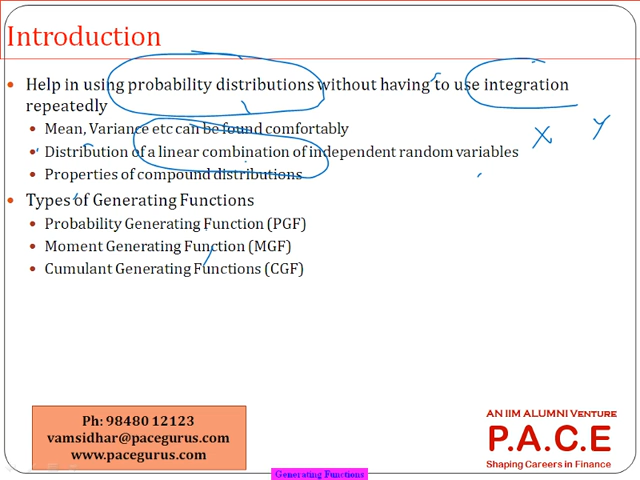 Introduction
• Help in using probability distributions without having to use integration
repeatedly
• Mean, Variance etc can be found comfortably
• Distribution of a linear combination of independent random variables
• Properties of compound distributions
X Y
• Types of Generating Functions
• Probability Generating Function (PGF)
• Moment Generating Function (MGF)
• Cumulant Generating Functions (CGF)
Ph: 98480 12123
vamsidhar@pacegurus.com
www.pacegurus.com
AN IIM ALUMNI VENTURE
P.A.C.E
Shaping Careers in Finance
Generating Functions